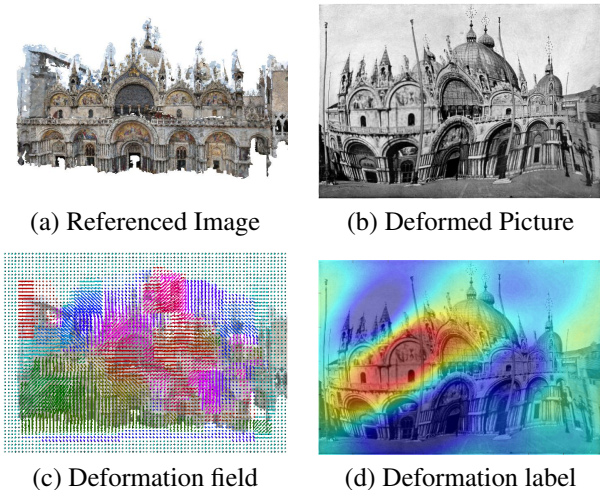 (a) Referenced Image
(b) Deformed Picture
(c) Deformation field
(d) Deformation label